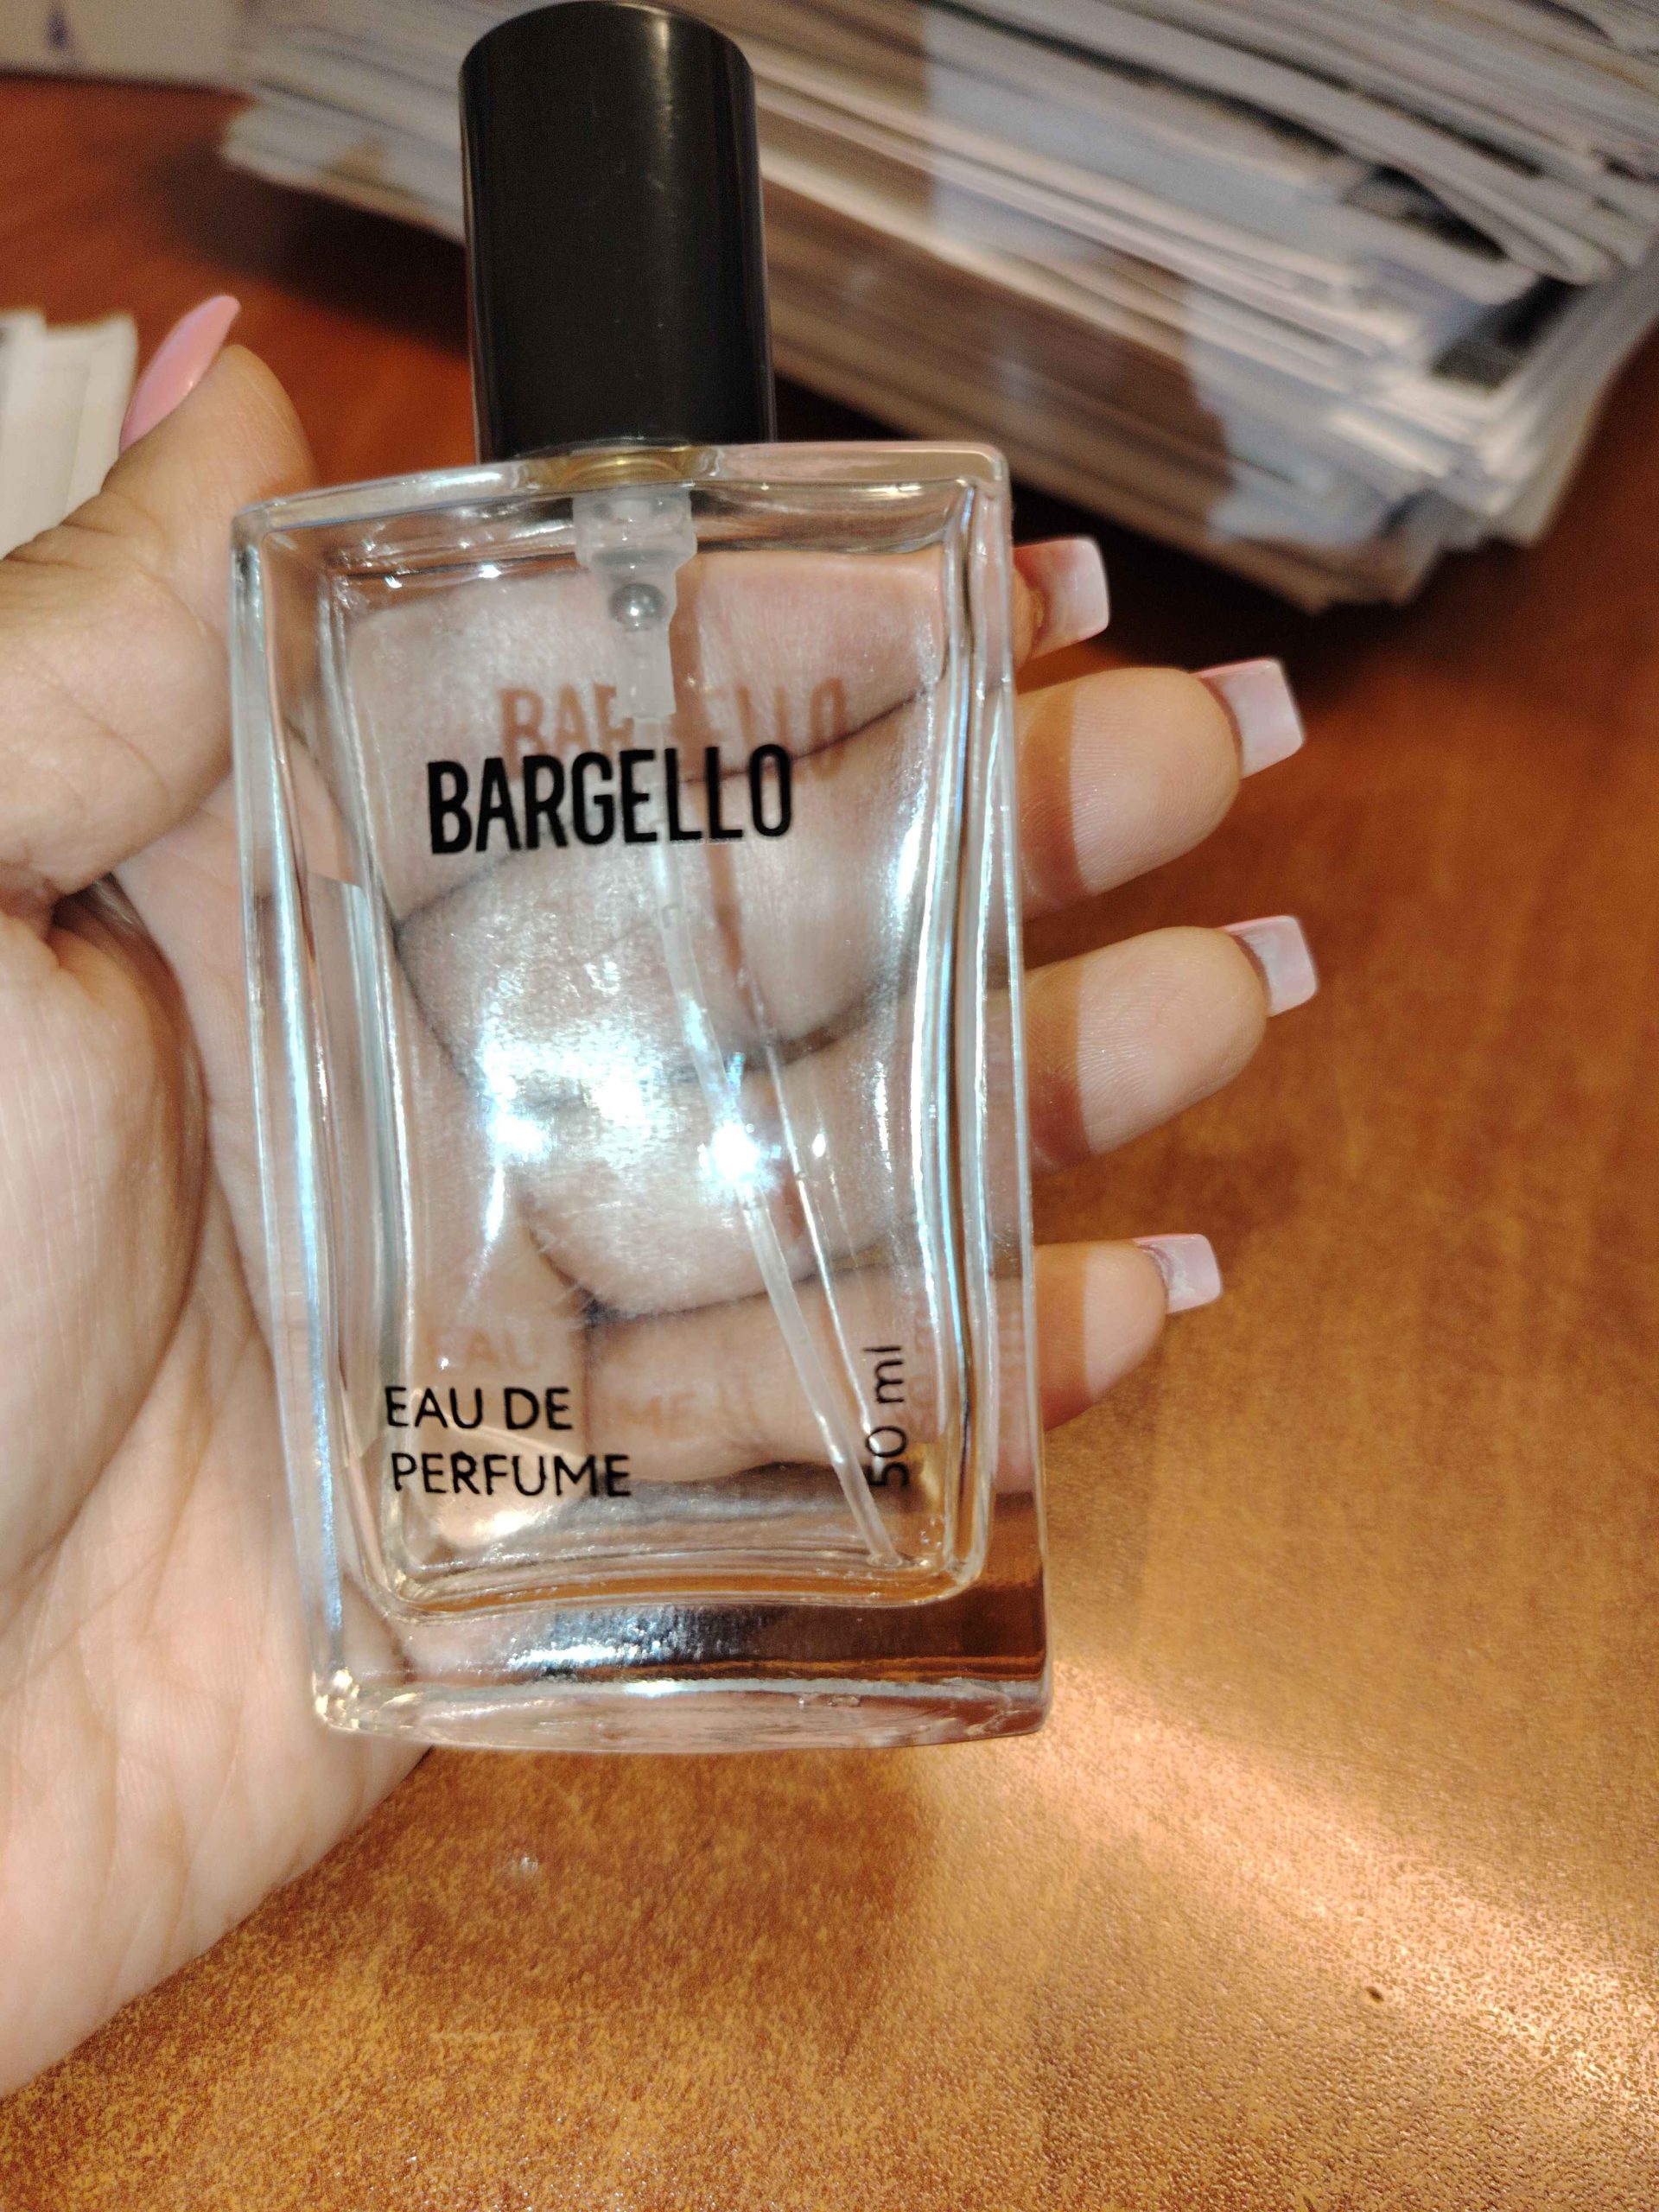 BARGELLO
EAU DE
PERFUME
50 ml